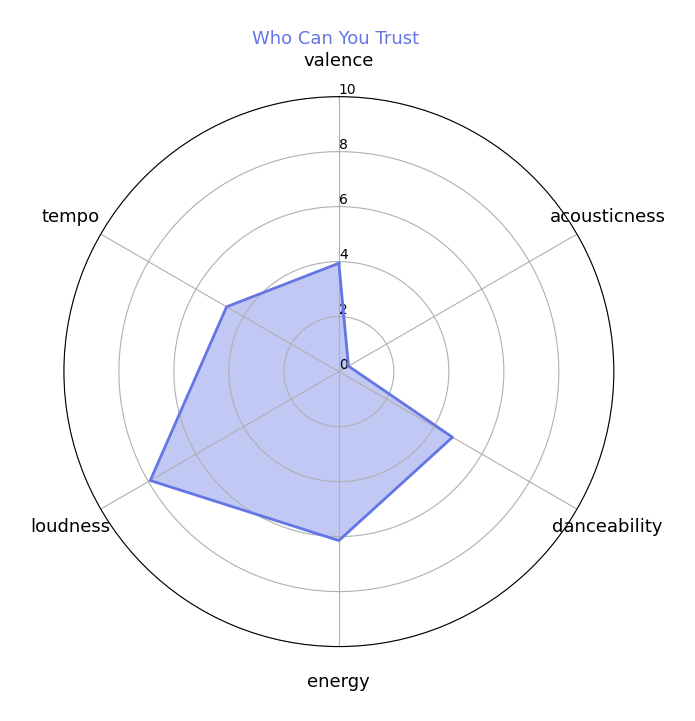 Who Can You Trust
valence
10
8
6
4
2
0
tempo
acousticness
loudness
danceability
energy